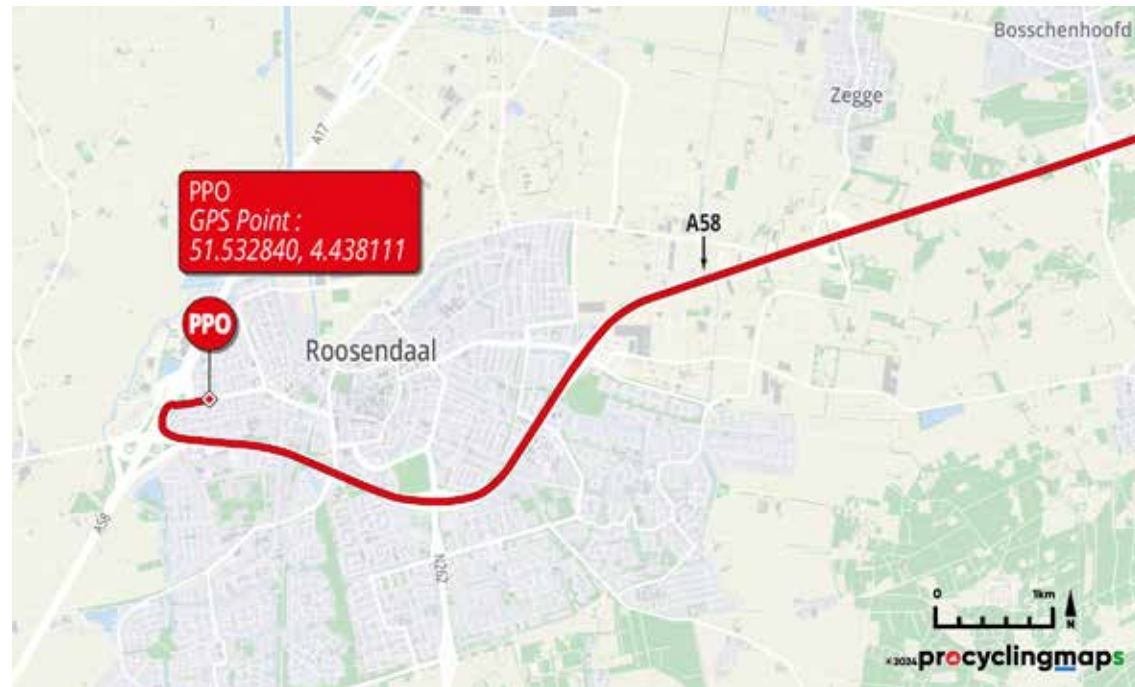 Bosschenhoofd
Zegge
A17
PPO
GPS Point :
51.532840, 4.438111
A58
PPO
Roosendaal
A58
N262
0 1km
N
©2024 procyclingmaps